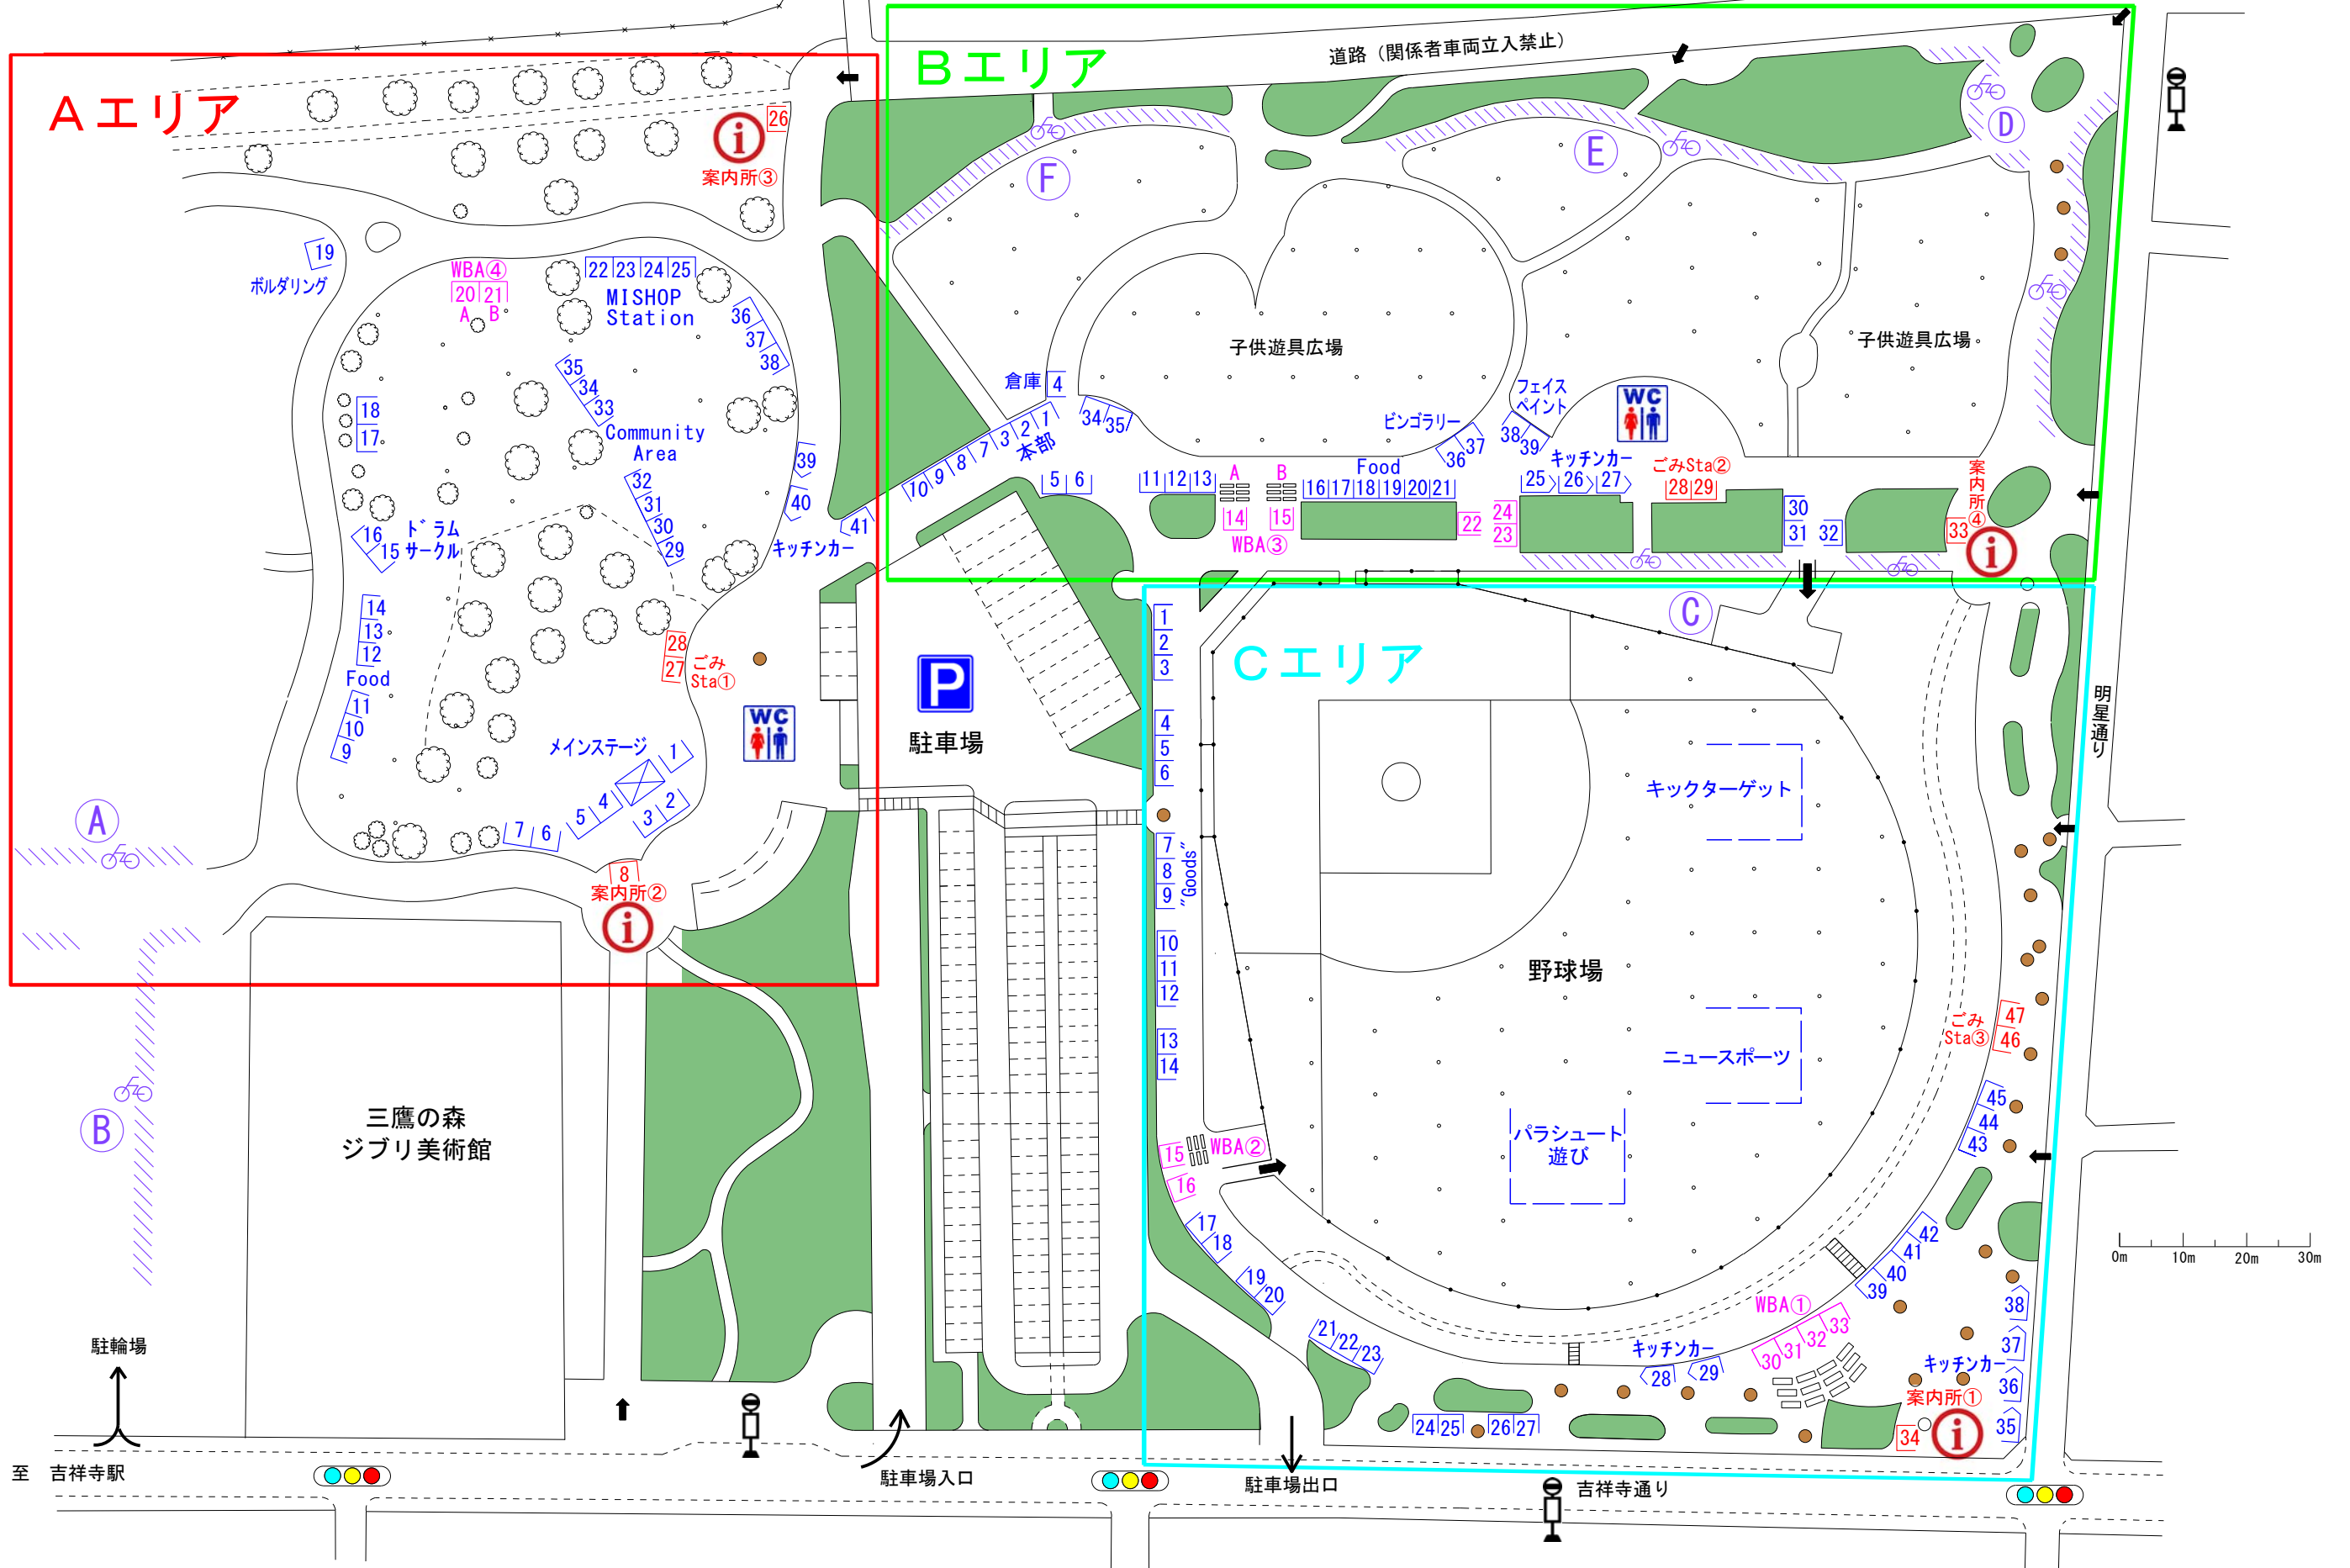 Aエリア
26
案内所③
19
ボルダリング
WBA④
20 21
A B
22 23 24 25
MISHOP
Station
36
37
38
35
34
33
18
17
Community
Area
39
40
41
キッチンカー
32
31
30
29
16
15
ドラム
サークル
14
13
12
Food
11
10
9
28
27
ごみ
Sta①
WC
メインステージ
1
2
3
4
5
7 6
8
案内所②
A
B
Bエリア
道路（関係者車両立入禁止）
F
E
D
子供遊具広場
子供遊具広場
倉庫 4
34 35
10 9 8 7 3 2 1
本部
5 6
11 12 13
A
B
14
15
WBA③
Food
16 17 18 19 20 21
22
ビンゴラリー
36 37
フェイス
ペイント
38 39
WC
キッチンカー
25 26 27
24
23
ごみSta②
28 29
30
31
32
案内所④
33
P
駐車場
Cエリア
C
1
2
3
4
5
6
7
8
9
"Goods"
10
11
12
13
14
15
WBA②
16
17
18
19
20
21
22
23
24 25
26 27
キックターゲット
野球場
ニュースポーツ
パラシュート
遊び
ごみ
Sta③
47
46
45
44
43
42
41
40
39
WBA①
30 31 32 33
キッチンカー
28 29
38
37
キッチンカー
36
35
案内所①
34
明星通り
0m 10m 20m 30m
三鷹の森
ジブリ美術館
駐輪場
至 吉祥寺駅
駐車場入口
駐車場出口
吉祥寺通り